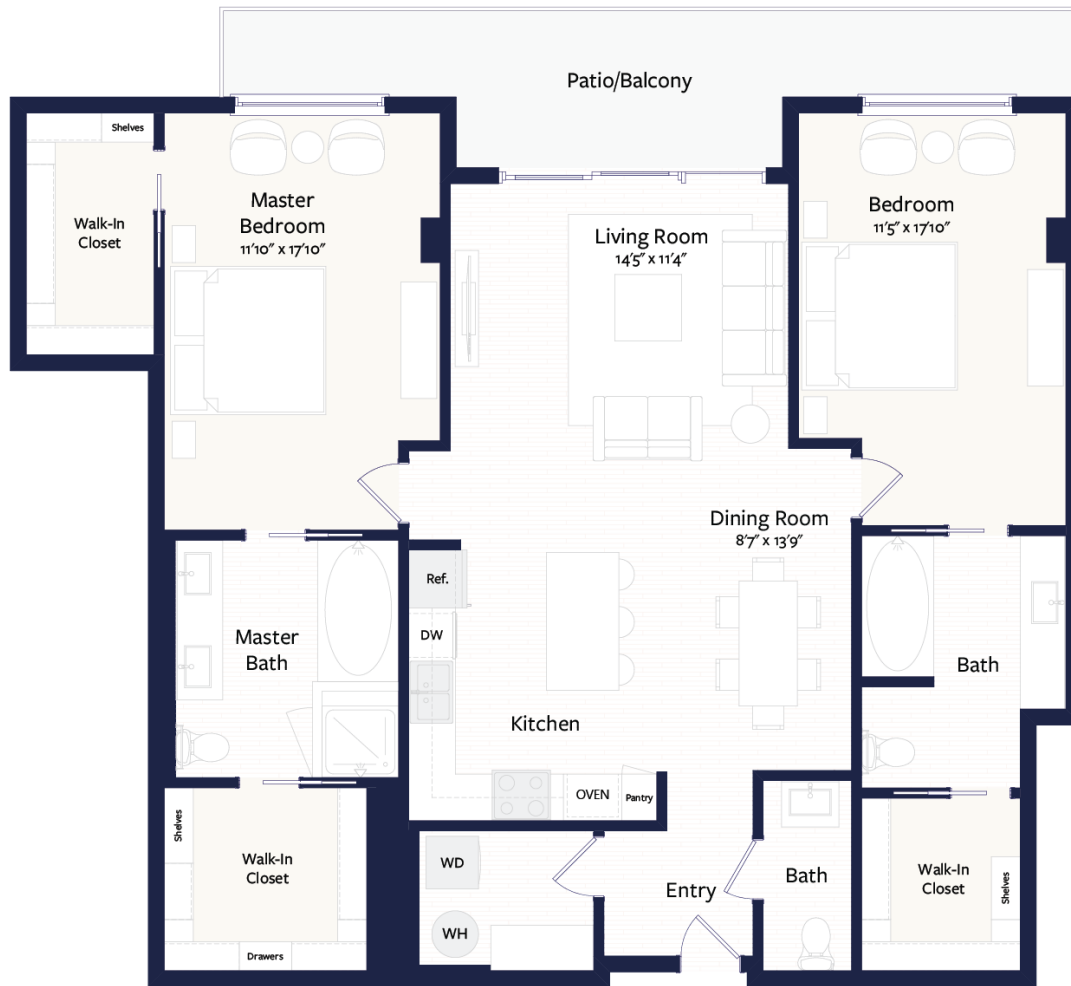 Patio/Balcony
Shelves
Walk-In
Closet
Master
Bedroom
11'10" x 17'10"
Living Room
14'5" x 11'4"
Bedroom
11'5" x 17'10"
Dining Room
8'7" x 13'9"
Ref.
DW
Master
Bath
Bath
Kitchen
OVEN
Pantry
Shelves
Walk-In
Closet
Drawers
WD
WH
Entry
Bath
Walk-In
Closet
Shelves